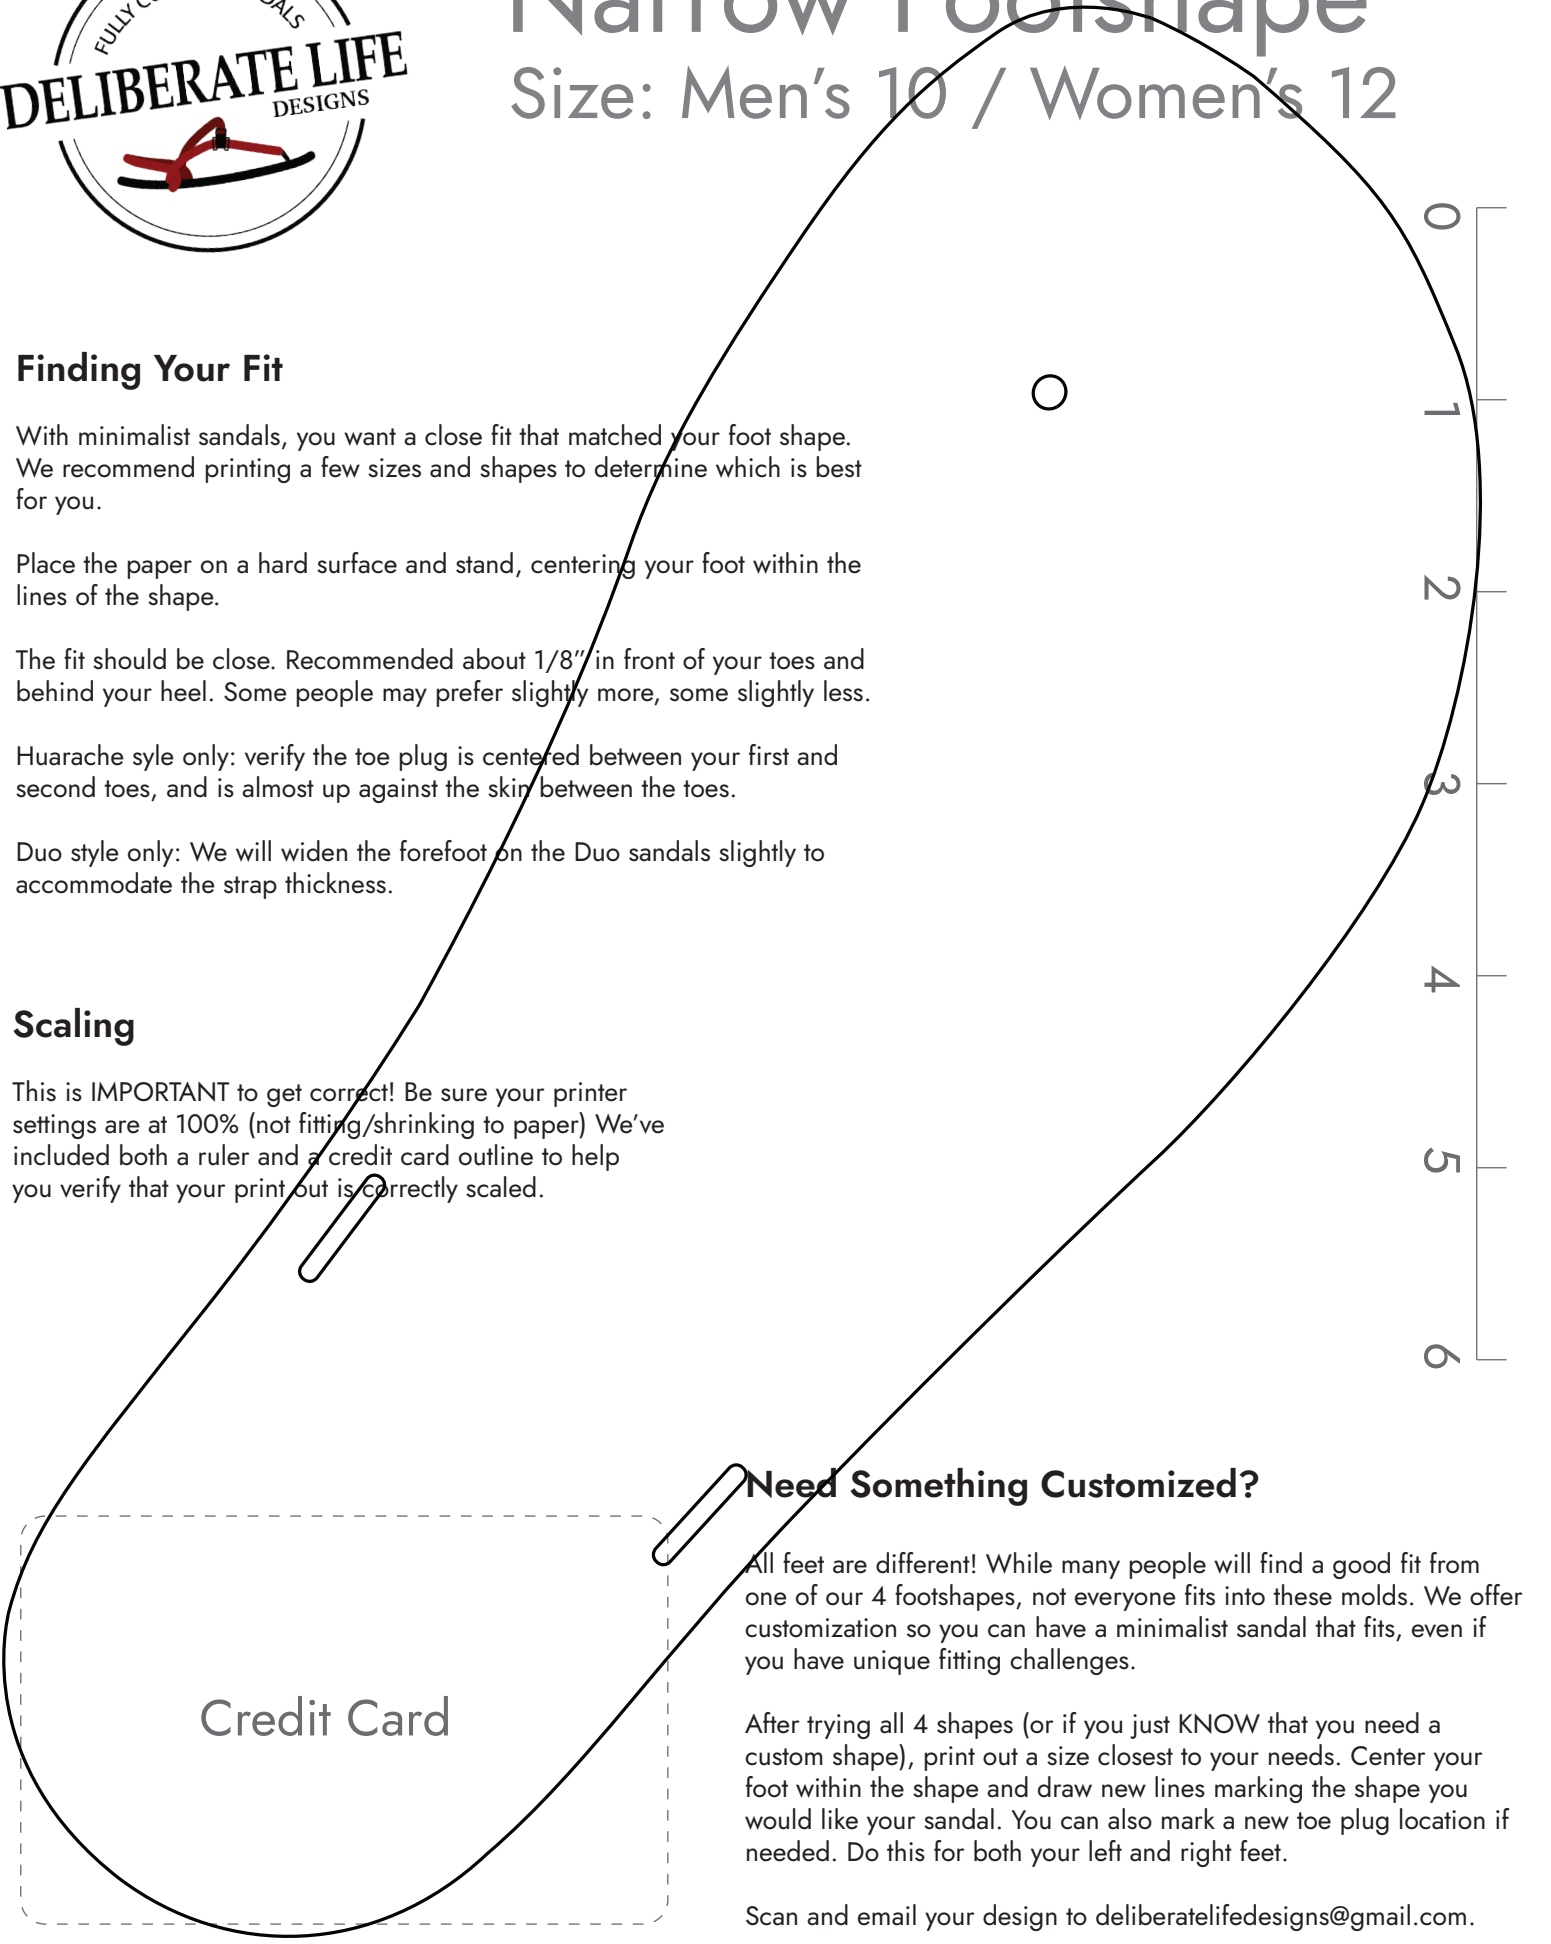 FULLY
DELIBERATE LIFE
DESIGNS
Narrow Footshape
Size: Men’s 10 / Women’s 12
0
1
2
3
4
5
6
Finding Your Fit
With minimalist sandals, you want a close fit that matched your foot shape.
We recommend printing a few sizes and shapes to determine which is best
for you.
Place the paper on a hard surface and stand, centering your foot within the
lines of the shape.
The fit should be close. Recommended about 1/8” in front of your toes and
behind your heel. Some people may prefer slightly more, some slightly less.
Huarache syle only: verify the toe plug is centered between your first and
second toes, and is almost up against the skin between the toes.
Duo style only: We will widen the forefoot on the Duo sandals slightly to
accommodate the strap thickness.
Scaling
This is IMPORTANT to get correct! Be sure your printer
settings are at 100% (not fitting/shrinking to paper) We’ve
included both a ruler and a credit card outline to help
you verify that your print out is correctly scaled.
Credit Card
Need Something Customized?
All feet are different! While many people will find a good fit from
one of our 4 footshapes, not everyone fits into these molds. We offer
customization so you can have a minimalist sandal that fits, even if
you have unique fitting challenges.
After trying all 4 shapes (or if you just KNOW that you need a
custom shape), print out a size closest to your needs. Center your
foot within the shape and draw new lines marking the shape you
would like your sandal. You can also mark a new toe plug location if
needed. Do this for both your left and right feet.
Scan and email your design to deliberatelifedesigns@gmail.com.